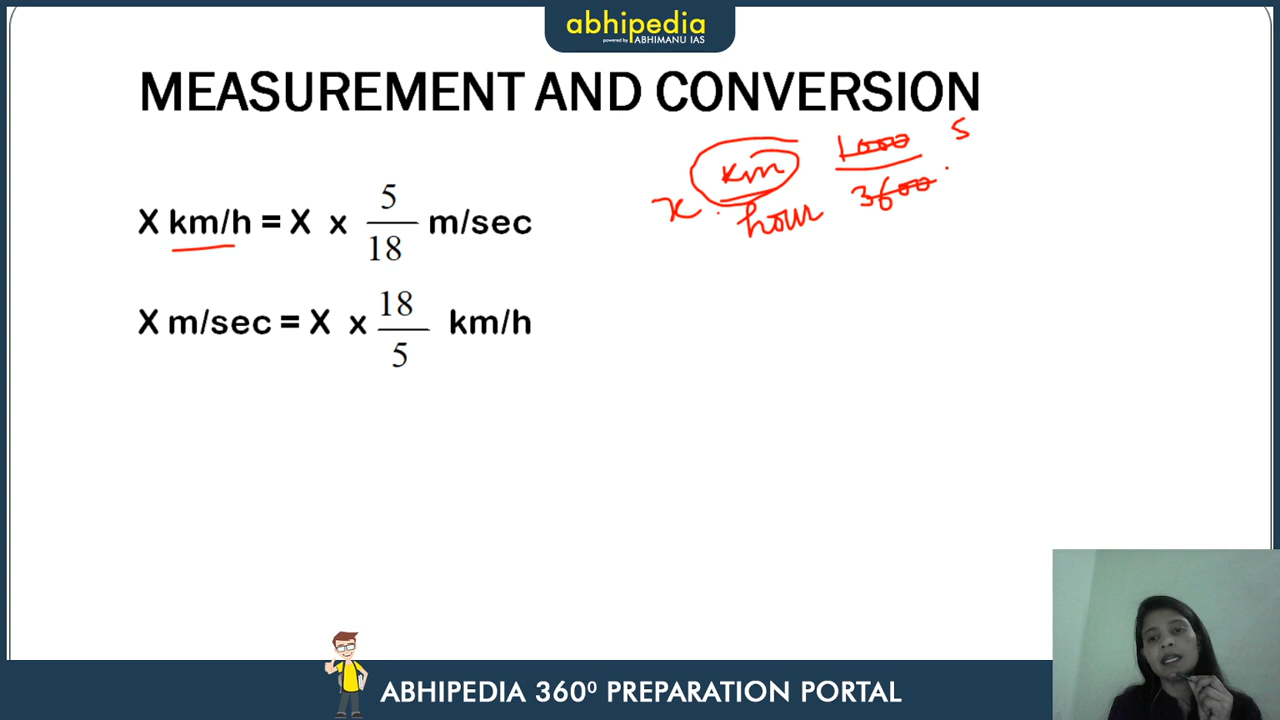 abhipedia
powered by ABHIMANU IAS
MEASUREMENT AND CONVERSION
x km/hour 1000/3600 5
X km/h = X x 5/18 m/sec
X m/sec = X x 18/5 km/h
ABHIPEDIA 360⁰ PREPARATION PORTAL